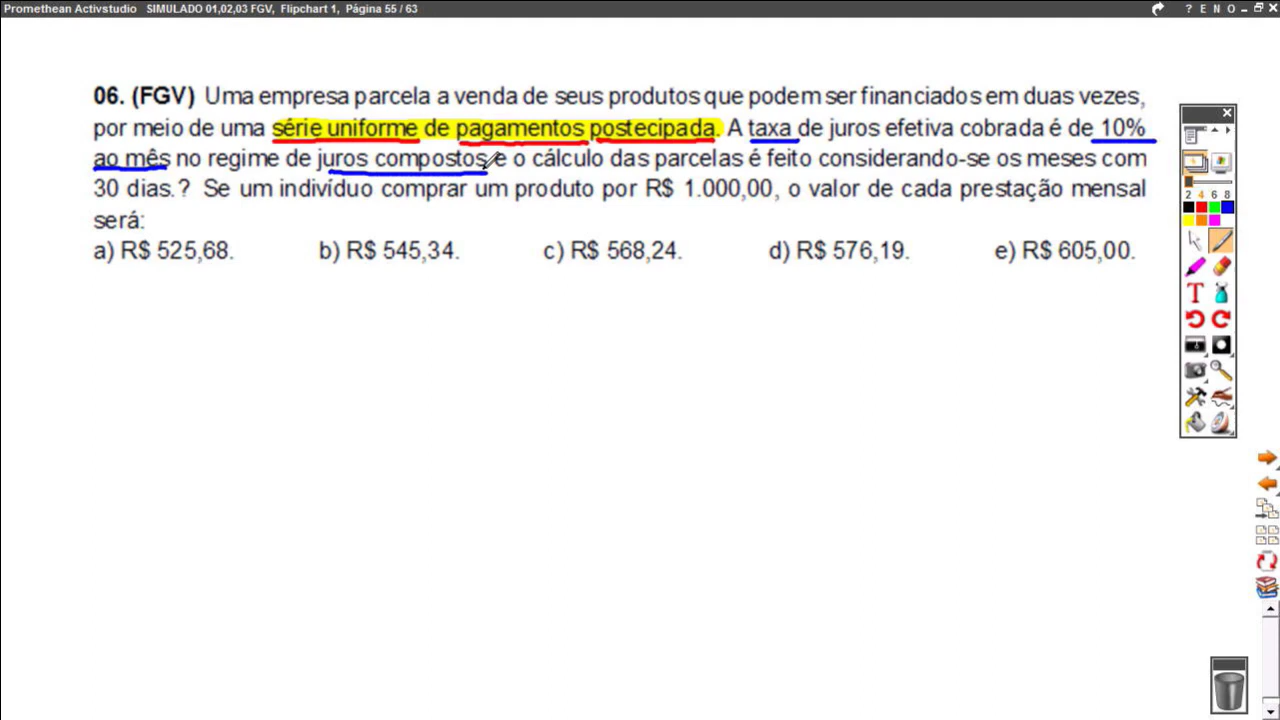 Promethean Activstudio SIMULADO 01,02,03 FGV, Flipchart 1, Página 55 / 63
? E N O
06. (FGV) Uma empresa parcela a venda de seus produtos que podem ser financiados em duas vezes,
por meio de uma série uniforme de pagamentos postecipada. A taxa de juros efetiva cobrada é de 10%
ao mês no regime de juros compostos e o cálculo das parcelas é feito considerando-se os meses com
30 dias.? Se um indivíduo comprar um produto por R$ 1.000,00, o valor de cada prestação mensal
será:
a) R$ 525,68. b) R$ 545,34. c) R$ 568,24. d) R$ 576,19. e) R$ 605,00.
2 4 6 8
T